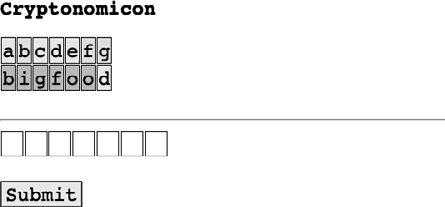 Cryptonomicon
abcdefg
bigfood
Submit